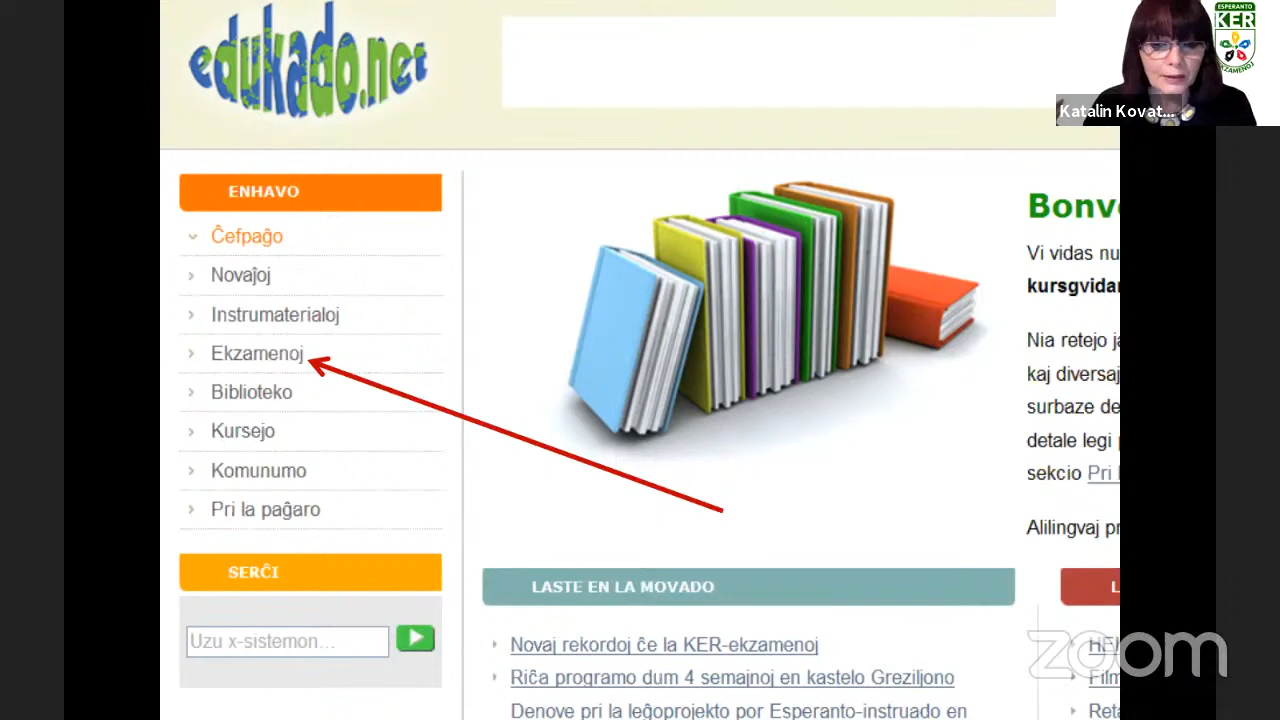 edukado.net
ESPERANTO
KER
EKZAMENOJ
Katalin Kovat...
ENHAVO
Ĉefpaĝo
Novaĵoj
Instrumaterialoj
Ekzamenoj
Biblioteko
Kursejo
Komunumo
Pri la paĝaro
SERĈI
Uzu x-sistemon...
Bonv
Vi vidas nu
kursgvidar
Nia retejo
kaj diversaj
surbaze de
detale legi
sekcio Pri
Alilingvaj pr
LASTE EN LA MOVADO
Novaj rekordoj ĉe la KER-ekzamenoj
Riĉa programo dum 4 semajnoj en kastelo Greziljono
Denove pri la leĝoprojekto por Esperanto-instruado en
L
Film
Reta
zoom